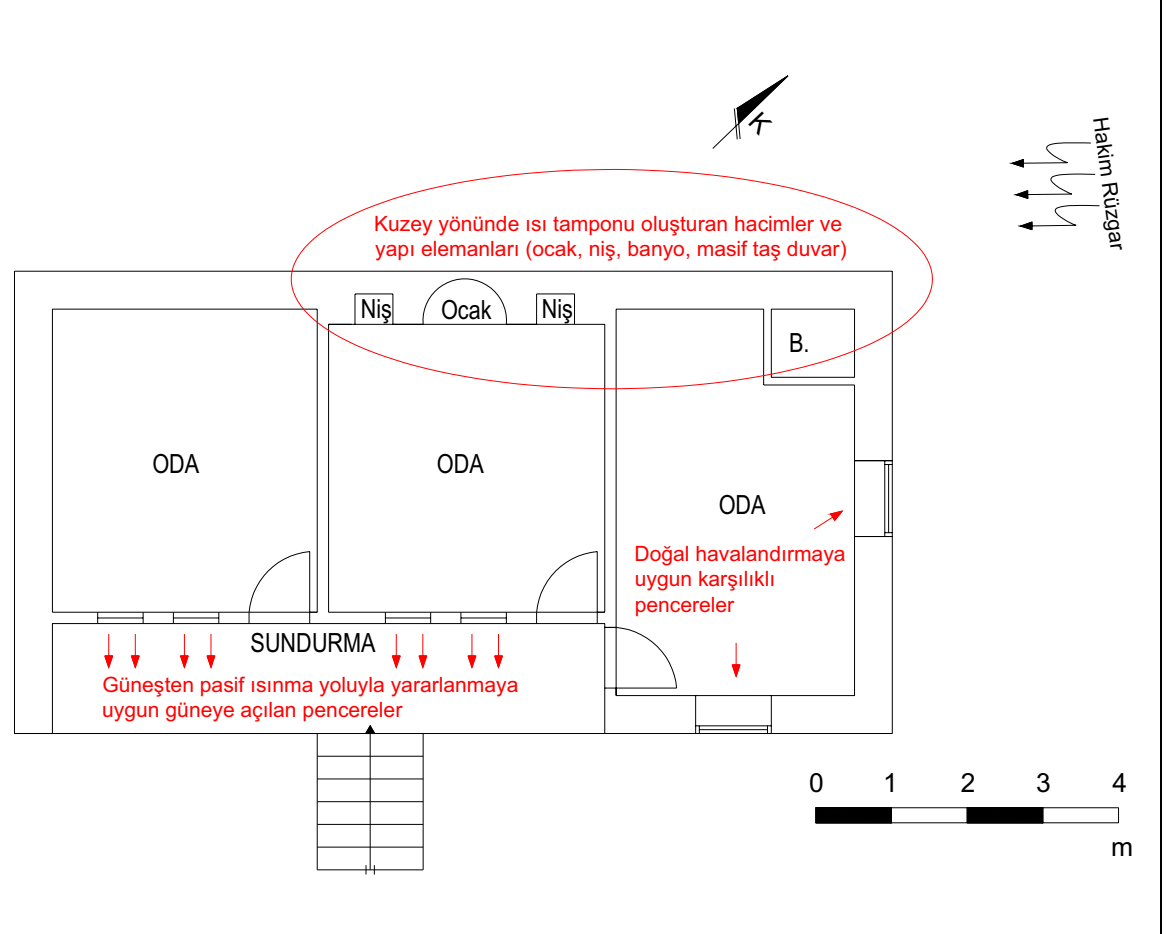 K
Hakim Rüzgar
Kuzey yönünde ısı tamponu oluşturan hacimler ve
yapı elemanları (ocak, niş, banyo, masif taş duvar)
Niş
Ocak
Niş
B.
ODA
ODA
ODA
Doğal havalandırmaya
uygun karşılıklı
pencereler
SUNDURMA
Güneşten pasif ısınma yoluyla yararlanmaya
uygun güneye açılan pencereler
0 1 2 3 4
m